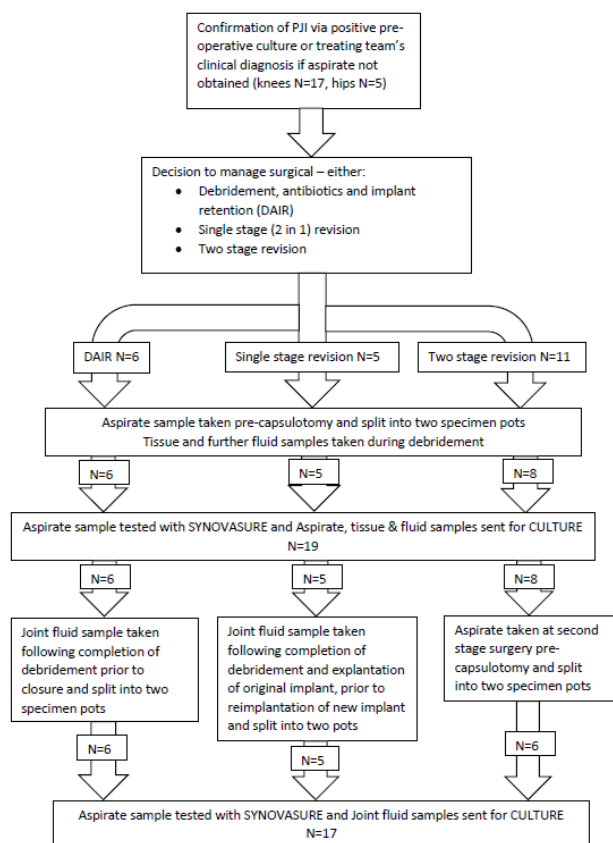 Confirmation of PJI via positive pre-
operative culture or treating team's
clinical diagnosis if aspirate not
obtained (knees N=17, hips N=5)
Decision to manage surgical – either:
• Debridement, antibiotics and implant
retention (DAIR)
• Single stage (2 in 1) revision
• Two stage revision
DAIR N=6
Single stage revision N=5
Two stage revision N=11
Aspirate sample taken pre-capsulotomy and split into two specimen pots
Tissue and further fluid samples taken during debridement
N=6
N=5
N=8
Aspirate sample tested with SYNOVASURE and Aspirate, tissue & fluid samples sent for CULTURE
N=19
N=6
N=5
N=8
Joint fluid sample taken
following completion of
debridement prior to
closure and split into two
specimen pots
Joint fluid sample taken
following completion of
debridement and explantation
of original implant, prior to
reimplantation of new implant
and split into two pots
Aspirate taken at second
stage surgery pre-
capsulotomy and split
into two specimen pots
N=6
N=5
N=6
Aspirate sample tested with SYNOVASURE and Joint fluid samples sent for CULTURE
N=17